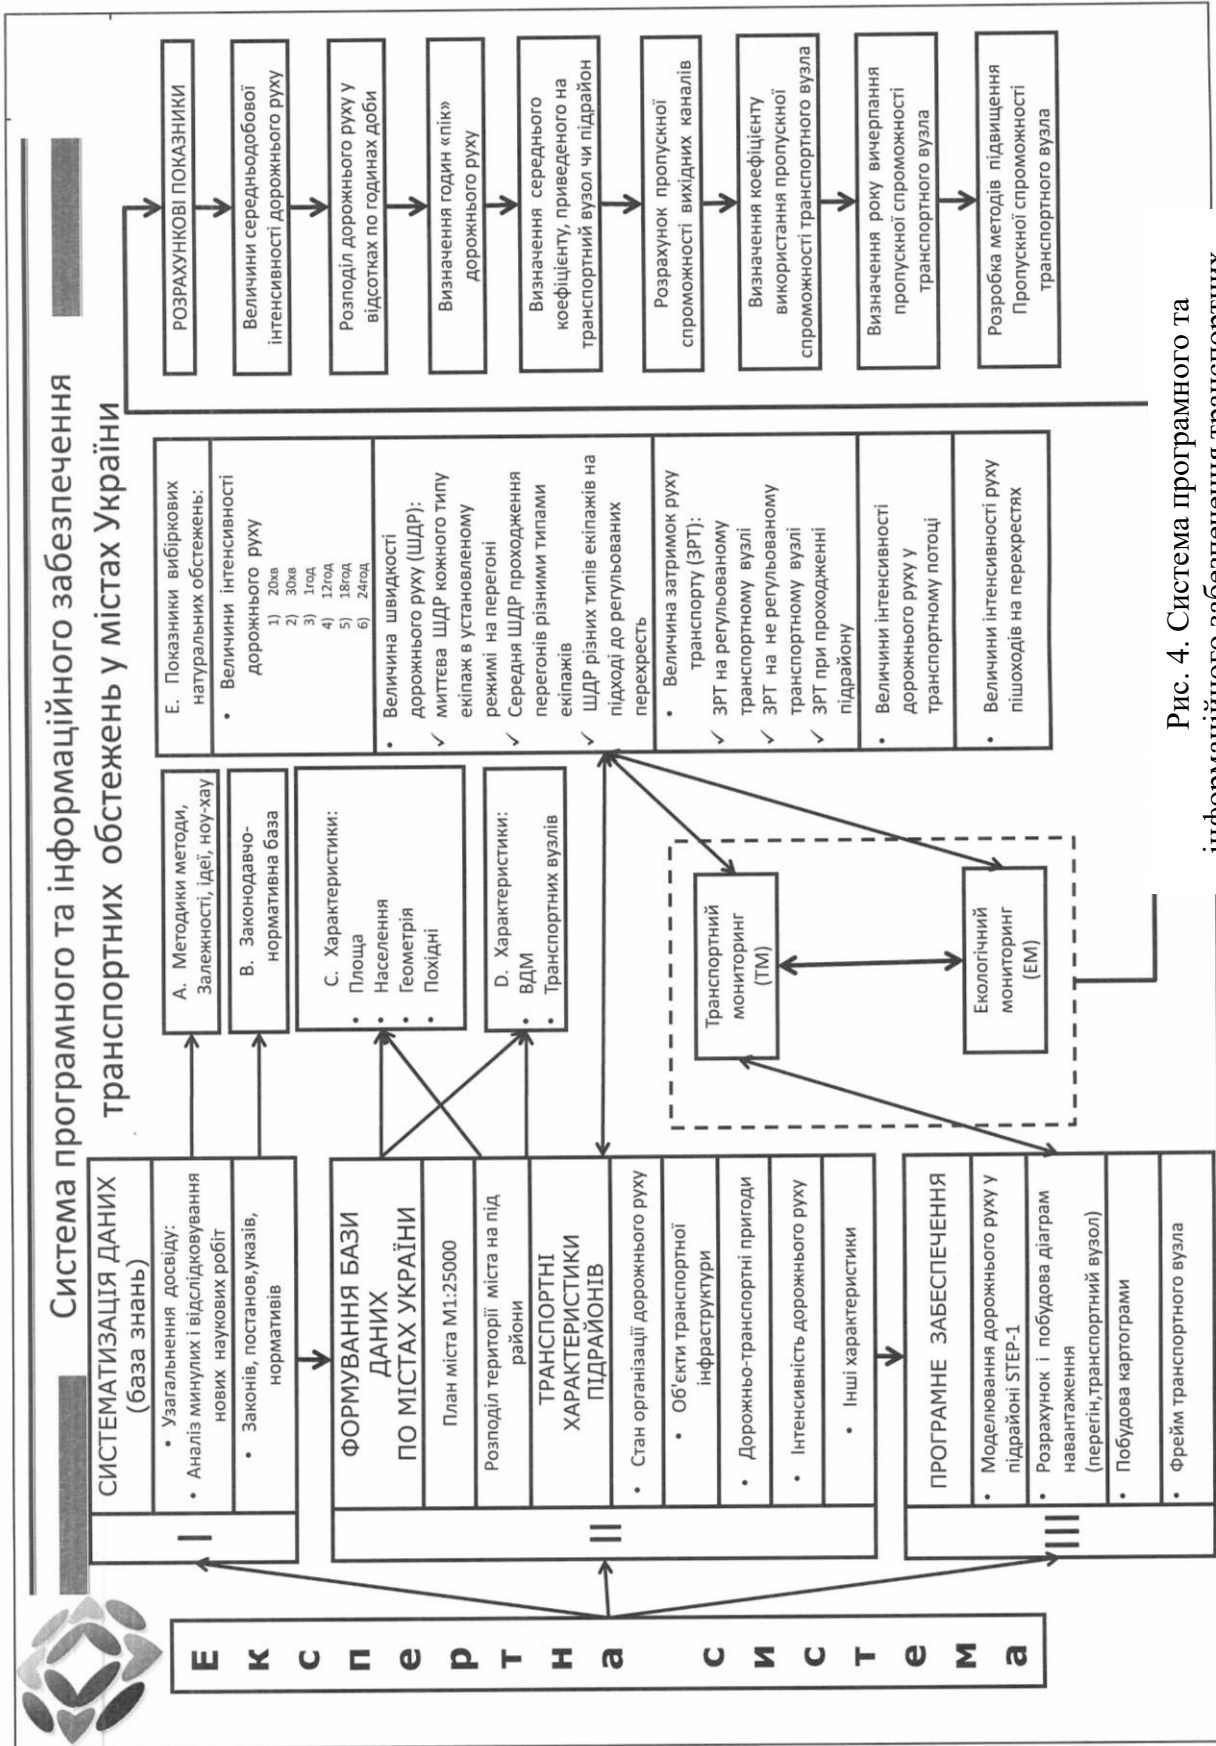 Система програмного та інформаційного забезпечення
транспортних обстежень у містах України
Експертна система
I
СИСТЕМАТИЗАЦІЯ ДАНИХ
(база знань)
• Узагальнення досвіду:
• Аналіз минулих і відслідковування
нових наукових робіт
• Законів, постанов,указів,
нормативів
II
ФОРМУВАННЯ БАЗИ
ДАНИХ
ПО МІСТАХ УКРАЇНИ
План міста М1:25000
Розподіл території міста на під
райони
ТРАНСПОРТНІ
ХАРАКТЕРИСТИКИ
ПІДРАЙОНІВ
• Стан організації дорожнього руху
• Об'єкти транспортної
інфраструктури
• Дорожньо-транспортні пригоди
• Інтенсивність дорожнього руху
• Інші характеристики
III
ПРОГРАМНЕ ЗАБЕСПЕЧЕННЯ
• Моделювання дорожнього руху у
підрайоні STEP-1
• Розрахунок і побудова діаграм
навантаження
(перегін,транспортний вузол)
• Побудова картограми
• Фрейм транспортного вузла
A. Методики методи,
Залежності, ідеї, ноу-хау
B. Законодавчо-
нормативна база
C. Характеристики:
• Площа
• Населення
• Геометрія
• Похідні
D. Характеристики:
• ВДМ
• Транспортних вузлів
Транспортний
мониторинг
(ТМ)
Екологічний
мониторинг
(ЕМ)
E. Показники вибіркових
натуральних обстежень:
• Величини інтенсивності
дорожнього руху
1) 20хв
2) 30хв
3) 1год
4) 12год
5) 18год
6) 24год
• Величина швидкості
дорожнього руху (ШДР):
✓ миттєва ШДР кожного типу
екіпаж в установленому
режимі на перегоні
✓ Середня ШДР проходження
перегонів різними типами
екіпажів
✓ ШДР різних типів екіпажів на
підході до регульованих
перехресть
• Величина затримок руху
транспорту (ЗРТ):
✓ ЗРТ на регульованому
транспортному вузлі
✓ ЗРТ на не регульованому
транспортному вузлі
✓ ЗРТ при проходженні
підрайону
• Величини інтенсивності
дорожнього руху у
транспортному потоці
• Величини інтенсивності руху
пішоходів на перехрестях
РОЗРАХУНКОВІ ПОКАЗНИКИ
Величини середньодобової
інтенсивності дорожнього руху
Розподіл дорожнього руху у
відсотках по годинах доби
Визначення годин «пік»
дорожнього руху
Визначення середнього
коефіцієнту, приведеного на
транспортний вузол чи підрайон
Розрахунок пропускної
спроможності вихідних каналів
Визначення коефіцієнту
використання пропускної
спроможності транспортного вузла
Визначення року вичерпання
пропускної спроможності
транспортного вузла
Розробка методів підвищення
Пропускної спроможності
транспортного вузла
Рис. 4. Система програмного та
інформаційного забезпечення транспортних